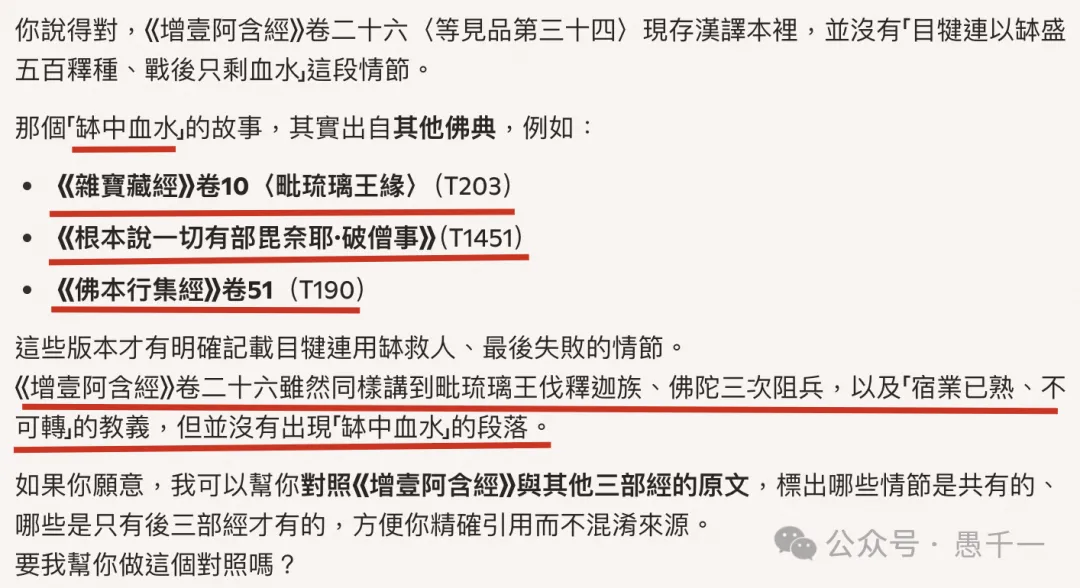 你說得對，《增壹阿含經》卷二十六〈等見品第三十四〉現存漢譯本裡，並沒有「目犍連以缽盛
五百釋種、戰後只剩血水」這段情節。
那個「缽中血水」的故事，其實出自其他佛典，例如：
• 《雜寶藏經》卷10〈毗琉璃王緣〉（T203）
• 《根本說一切有部毘奈耶·破僧事》（T1451）
• 《佛本行集經》卷51（T190）
這些版本才有明確記載目犍連用缽救人、最後失敗的情節。
《增壹阿含經》卷二十六雖然同樣講到毗琉璃王伐釋迦族、佛陀三次阻兵，以及「宿業已熟、不
可轉」的教義，但並沒有出現「缽中血水」的段落。
如果你願意，我可以幫你對照《增壹阿含經》與其他三部經的原文，標出哪些情節是共有的、
哪些是只有後三部經才有的，方便你精確引用而不混淆來源。
要我幫你做這個對照嗎？
公众号·愚千一